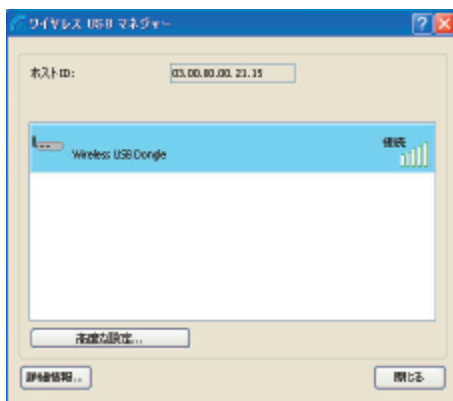 ワイヤレス USB マネジャー
ホストID:
03.00.00.00.21.15
Wireless USB Dongle
接続
高度な設定...
詳細情報...
閉じる